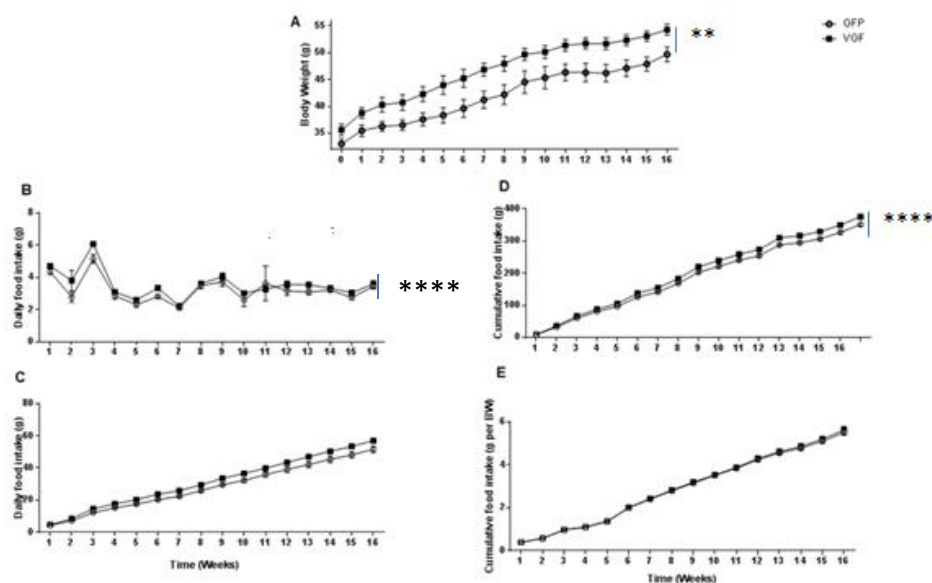 A
GFP
VGF
Body Weight (g)
55
50
45
35
**
0 1 2 3 4 5 6 7 8 9 10 11 12 13 14 15 16
B
Daily food intake (g)
8
6
4
2
0
****
1 2 3 4 5 6 7 8 9 10 11 12 13 14 15 16
D
Cumulative food intake (g)
400
300
100
0
****
1 2 3 4 5 6 7 8 9 10 11 12 13 14 15 16
C
Daily food intake (g)
80
60
40
20
0
1 2 3 4 5 6 7 8 9 10 11 12 13 14 15 16
Time (Weeks)
E
Cumulative food intake (g per BW)
6
4
2
0
1 2 3 4 5 6 7 8 9 10 11 12 13 14 15 16
Time (Weeks)